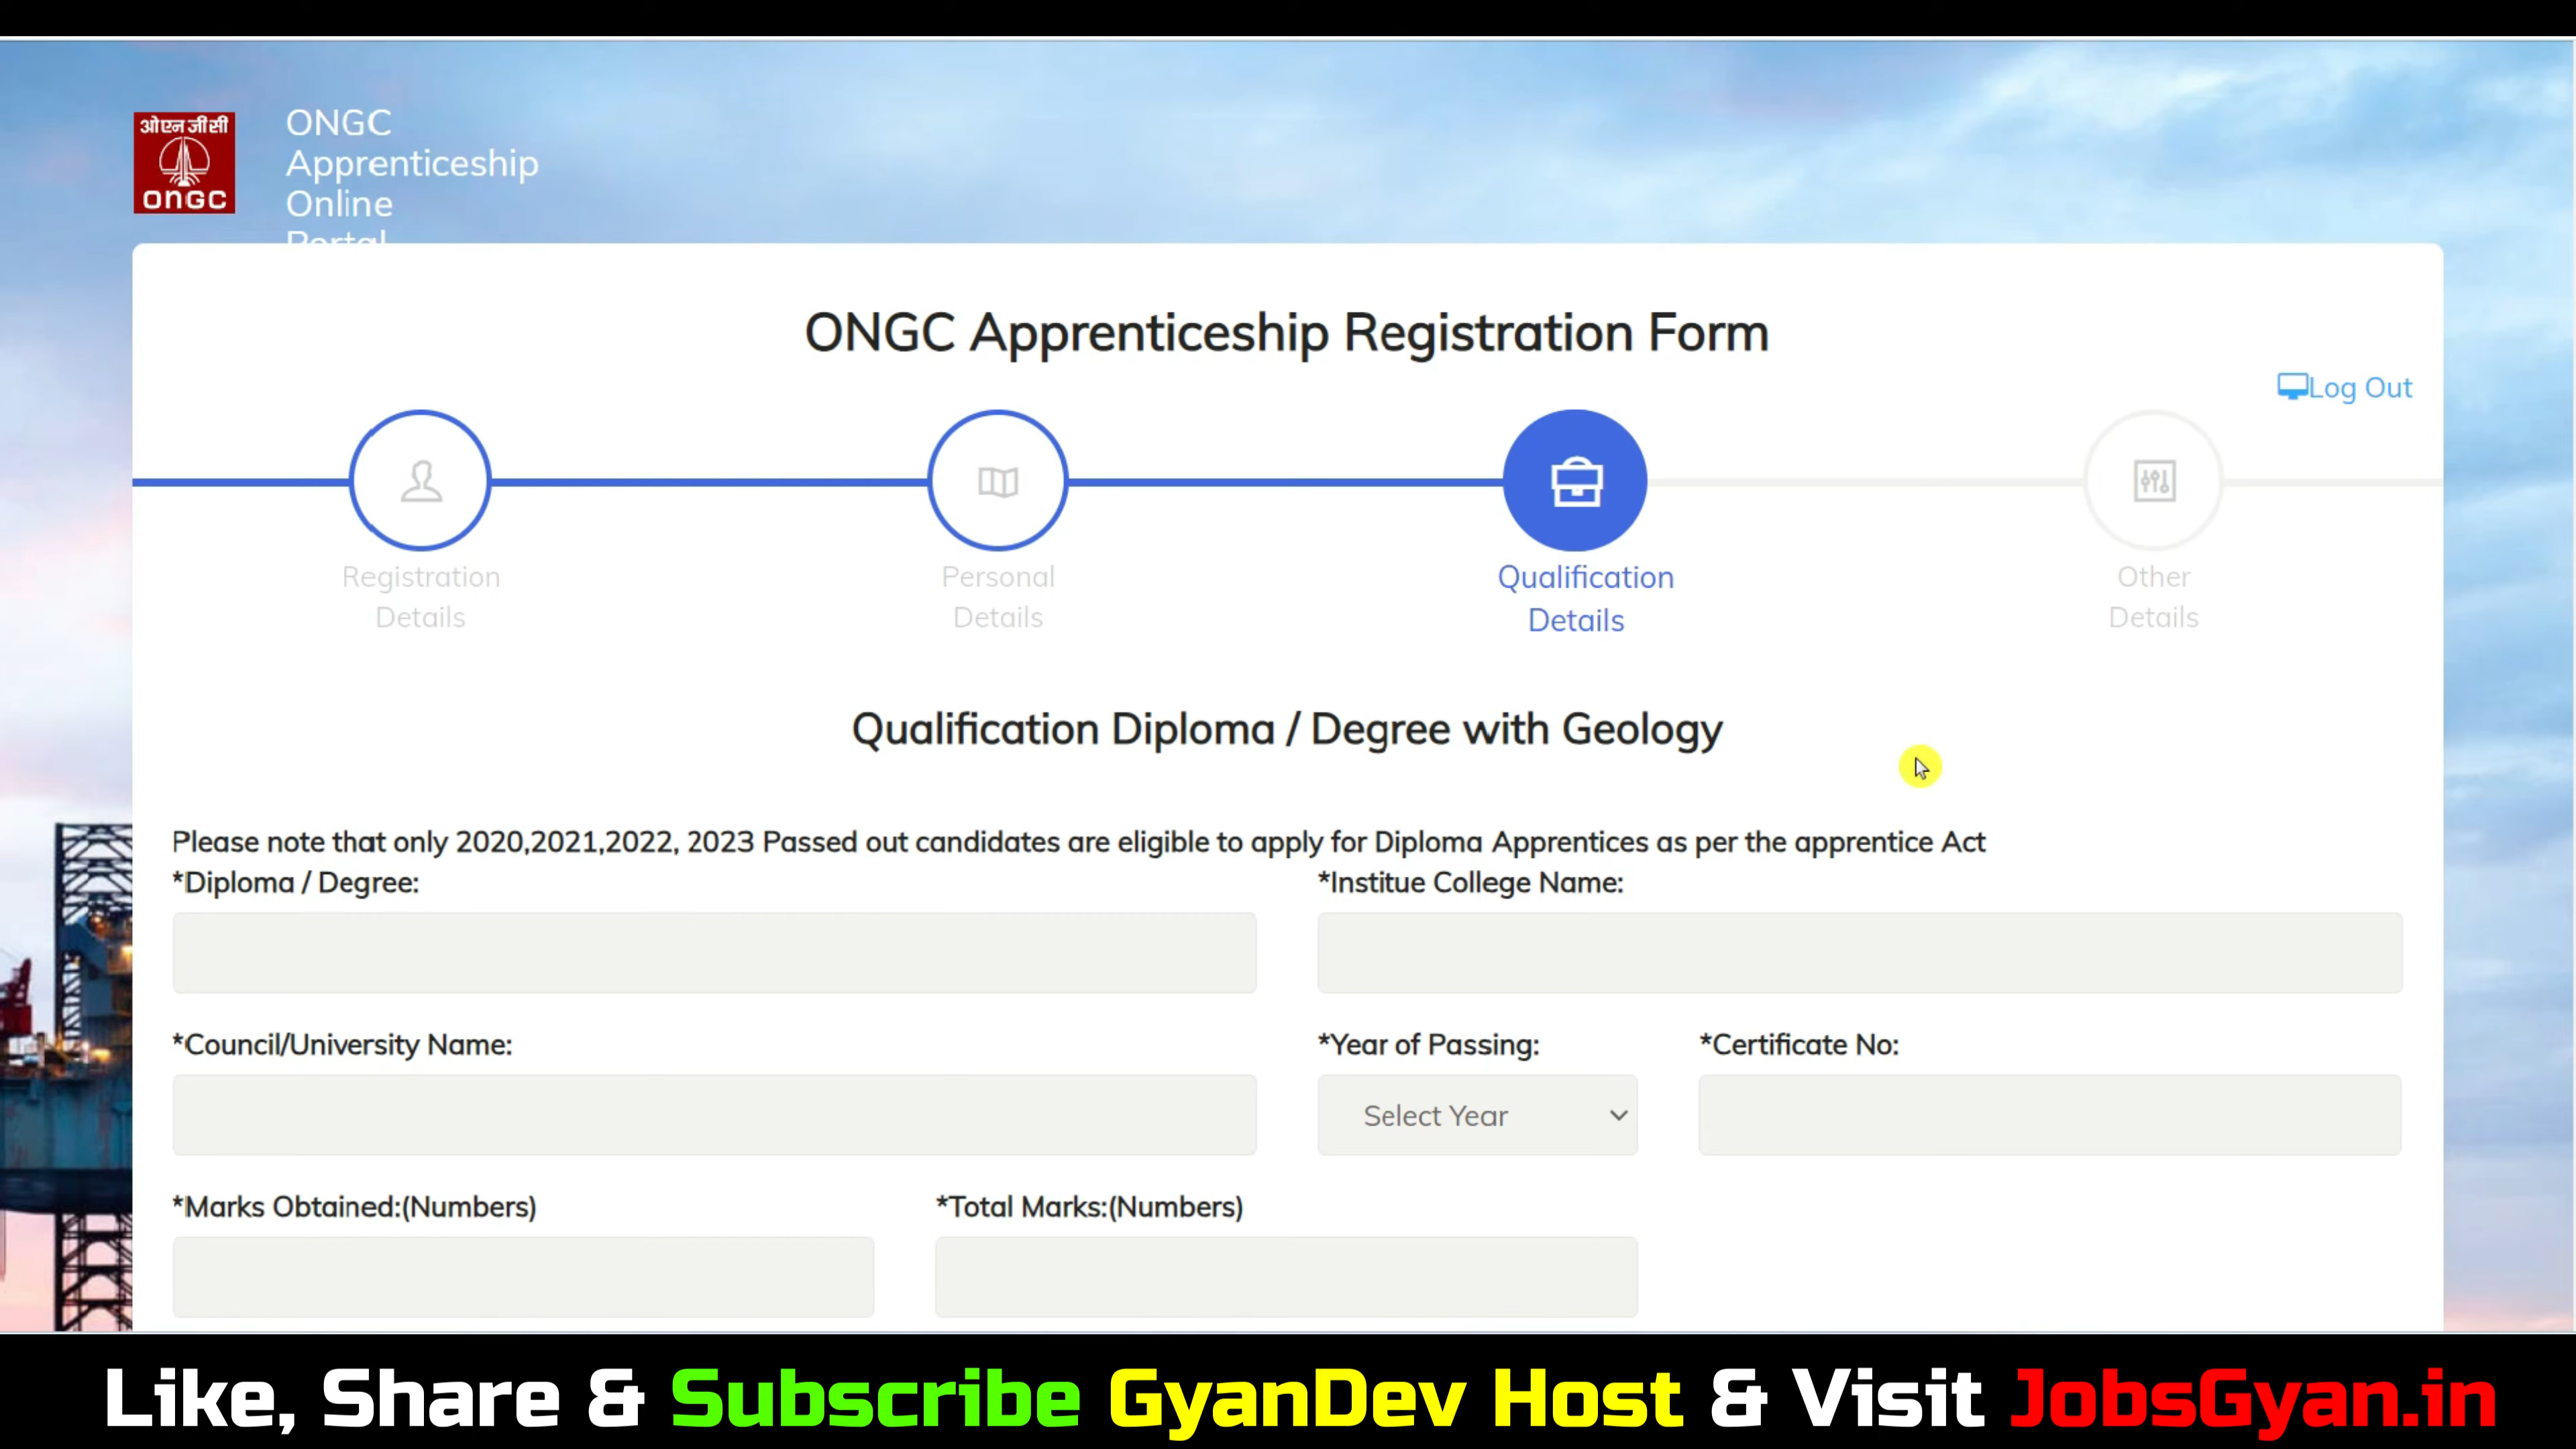 ओएनजीसी
ongc
ONGC
Apprenticeship
Online
Portal
ONGC Apprenticeship Registration Form
Log Out
Registration
Details
Personal
Details
Qualification
Details
Other
Details
Qualification Diploma / Degree with Geology
Please note that only 2020,2021,2022, 2023 Passed out candidates are eligible to apply for Diploma Apprentices as per the apprentice Act
*Diploma / Degree:
*Institue College Name:
*Council/University Name:
*Year of Passing:
*Certificate No:
Select Year
*Marks Obtained:(Numbers)
*Total Marks:(Numbers)
Like, Share & Subscribe GyanDev Host & Visit JobsGyan.in